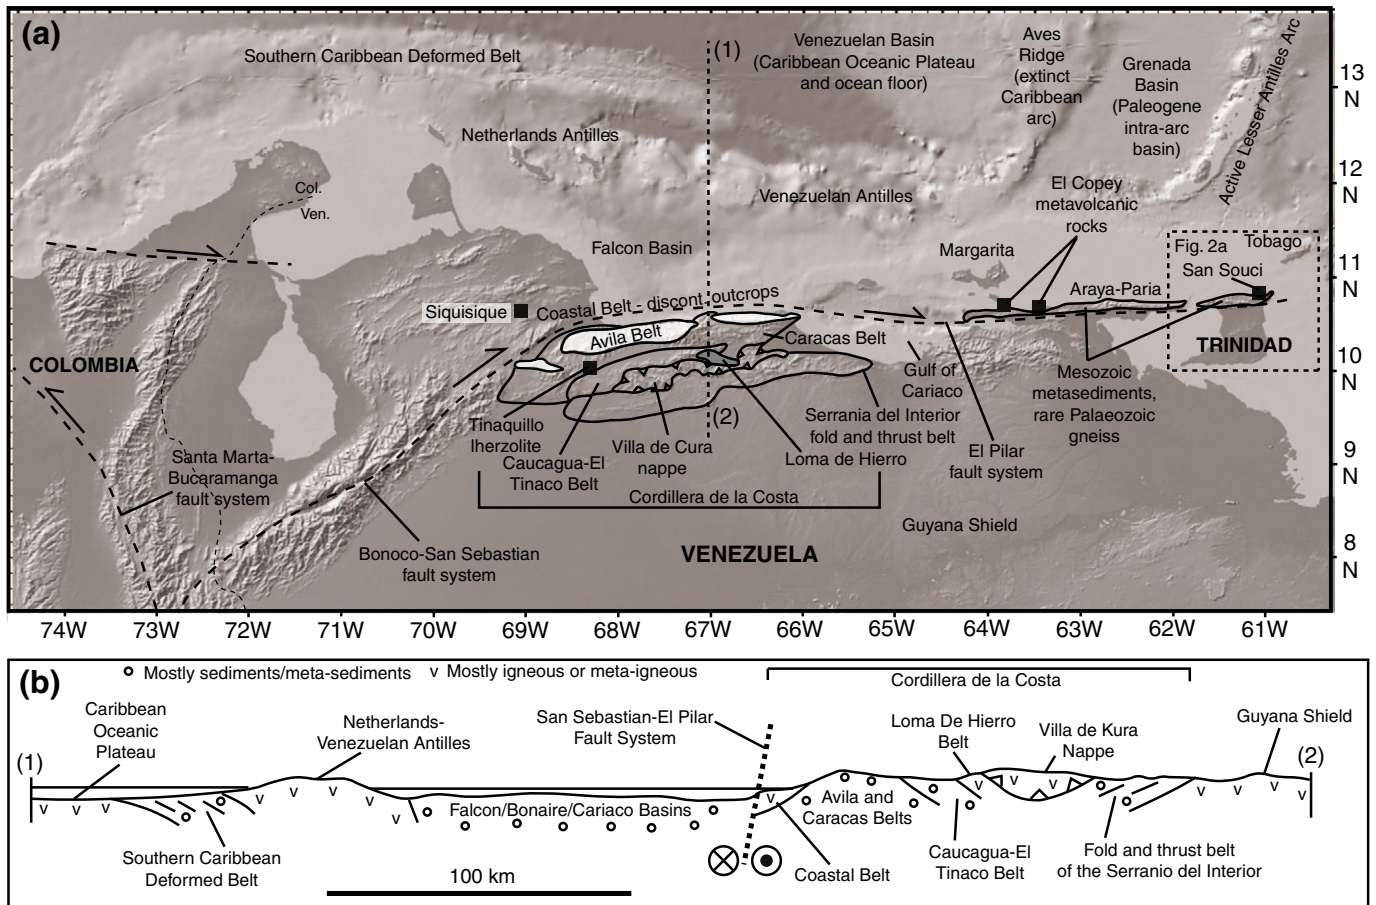 (a)
Southern Caribbean Deformed Belt
(1)
Venezuelan Basin
(Caribbean Oceanic Plateau
and ocean floor)
Aves
Ridge
(extinct
Caribbean
arc)
Grenada
Basin
(Paleogene
intra-arc
basin)
Active Lesser Antilles Arc
13
N
Netherlands Antilles
Venezuelan Antilles
12
N
Col.
Ven.
El Copey
metavolcanic
rocks
Falcon Basin
Margarita
Fig. 2a
Tobago
San Souci
11
N
Siquisique
Coastal Belt - discont. outcrops
Araya-Paria
Avila Belt
Caracas Belt
COLOMBIA
TRINIDAD
10
N
Gulf of
Cariaco
Mesozoic
metasediments,
rare Palaeozoic
gneiss
Tinaquillo
lherzolite
(2)
Serrania del Interior
fold and thrust belt
Villa de Cura
nappe
Loma de Hierro
El Pilar
fault system
9
N
Santa Marta-
Bucaramanga
fault system
Caucagua-El
Tinaco Belt
Cordillera de la Costa
Guyana Shield
Bonoco-San Sebastian
fault system
VENEZUELA
8
N
74W 73W 72W 71W 70W 69W 68W 67W 66W 65W 64W 63W 62W 61W
(b)
Mostly sediments/meta-sediments v Mostly igneous or meta-igneous
Cordillera de la Costa
Caribbean
Oceanic
Plateau
Netherlands-
Venezuelan Antilles
San Sebastian-El Pilar
Fault System
Loma De Hierro
Belt
Villa de Kura
Nappe
Guyana Shield
(1)
(2)
v v v v v v v v v v v v v v v v v v v
Falcon/Bonaire/Cariaco Basins
Avila and
Caracas Belts
Southern Caribbean
Deformed Belt
Coastal Belt
Caucagua-El
Tinaco Belt
Fold and thrust belt
of the Serranio del Interior
100 km